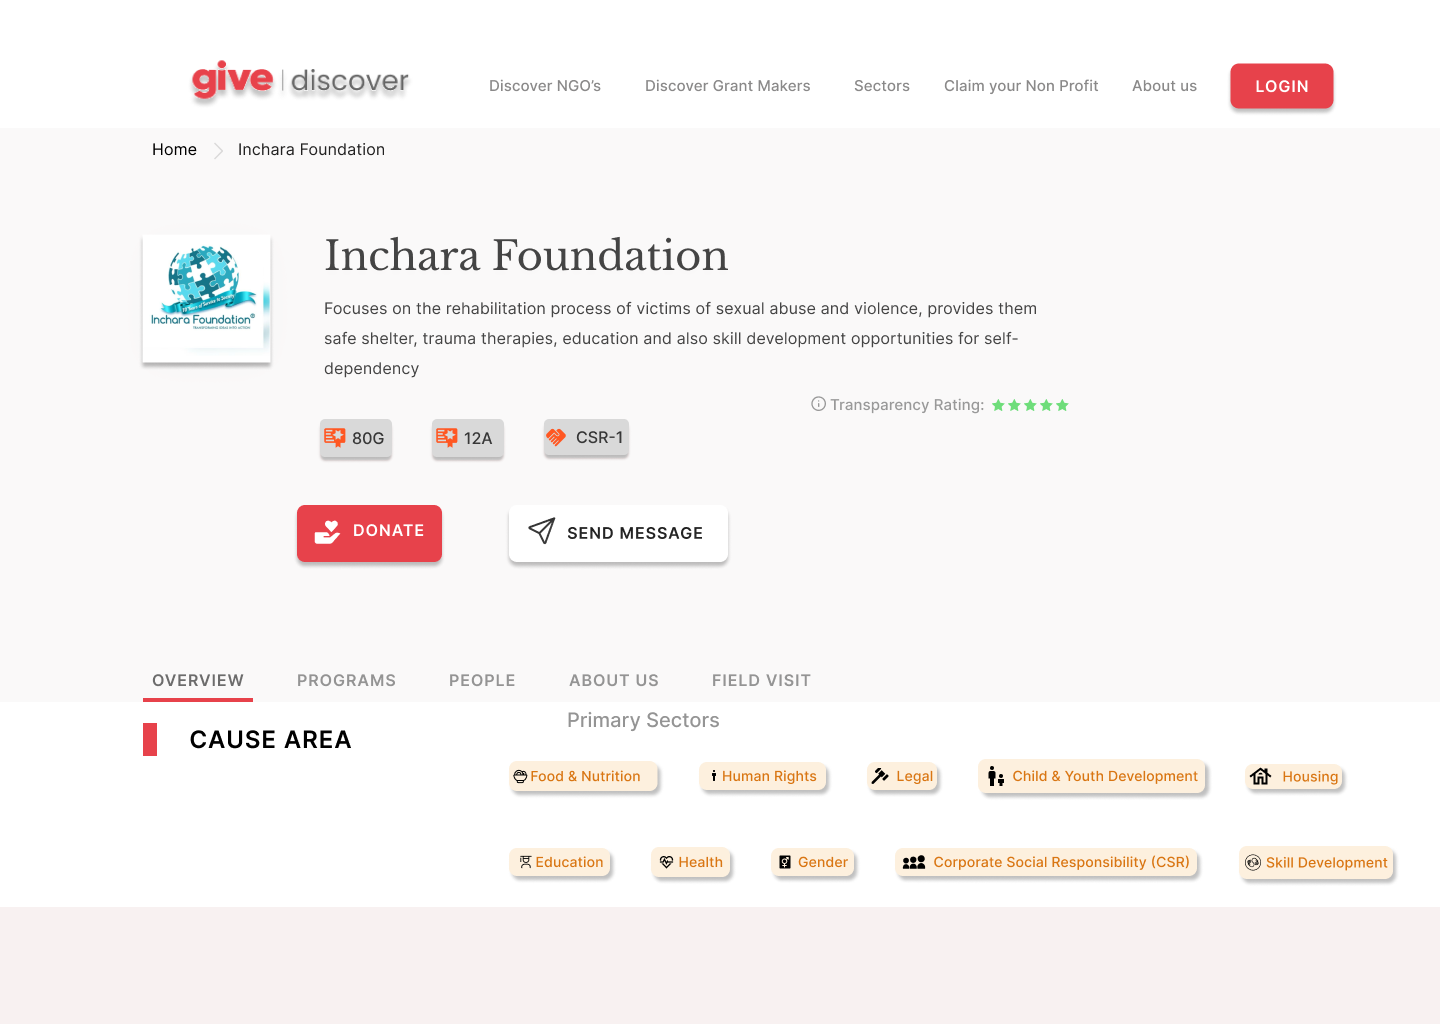 give | discover
Discover NGO’s
Discover Grant Makers
Sectors
Claim your Non Profit
About us
LOGIN
Home
Inchara Foundation
Inchara Foundation®
Inchara Foundation
Focuses on the rehabilitation process of victims of sexual abuse and violence, provides them
safe shelter, trauma therapies, education and also skill development opportunities for self-
dependency
Transparency Rating:
80G
12A
CSR-1
DONATE
SEND MESSAGE
OVERVIEW
PROGRAMS
PEOPLE
ABOUT US
FIELD VISIT
CAUSE AREA
Primary Sectors
Food & Nutrition
Human Rights
Legal
Child & Youth Development
Housing
Education
Health
Gender
Corporate Social Responsibility (CSR)
Skill Development